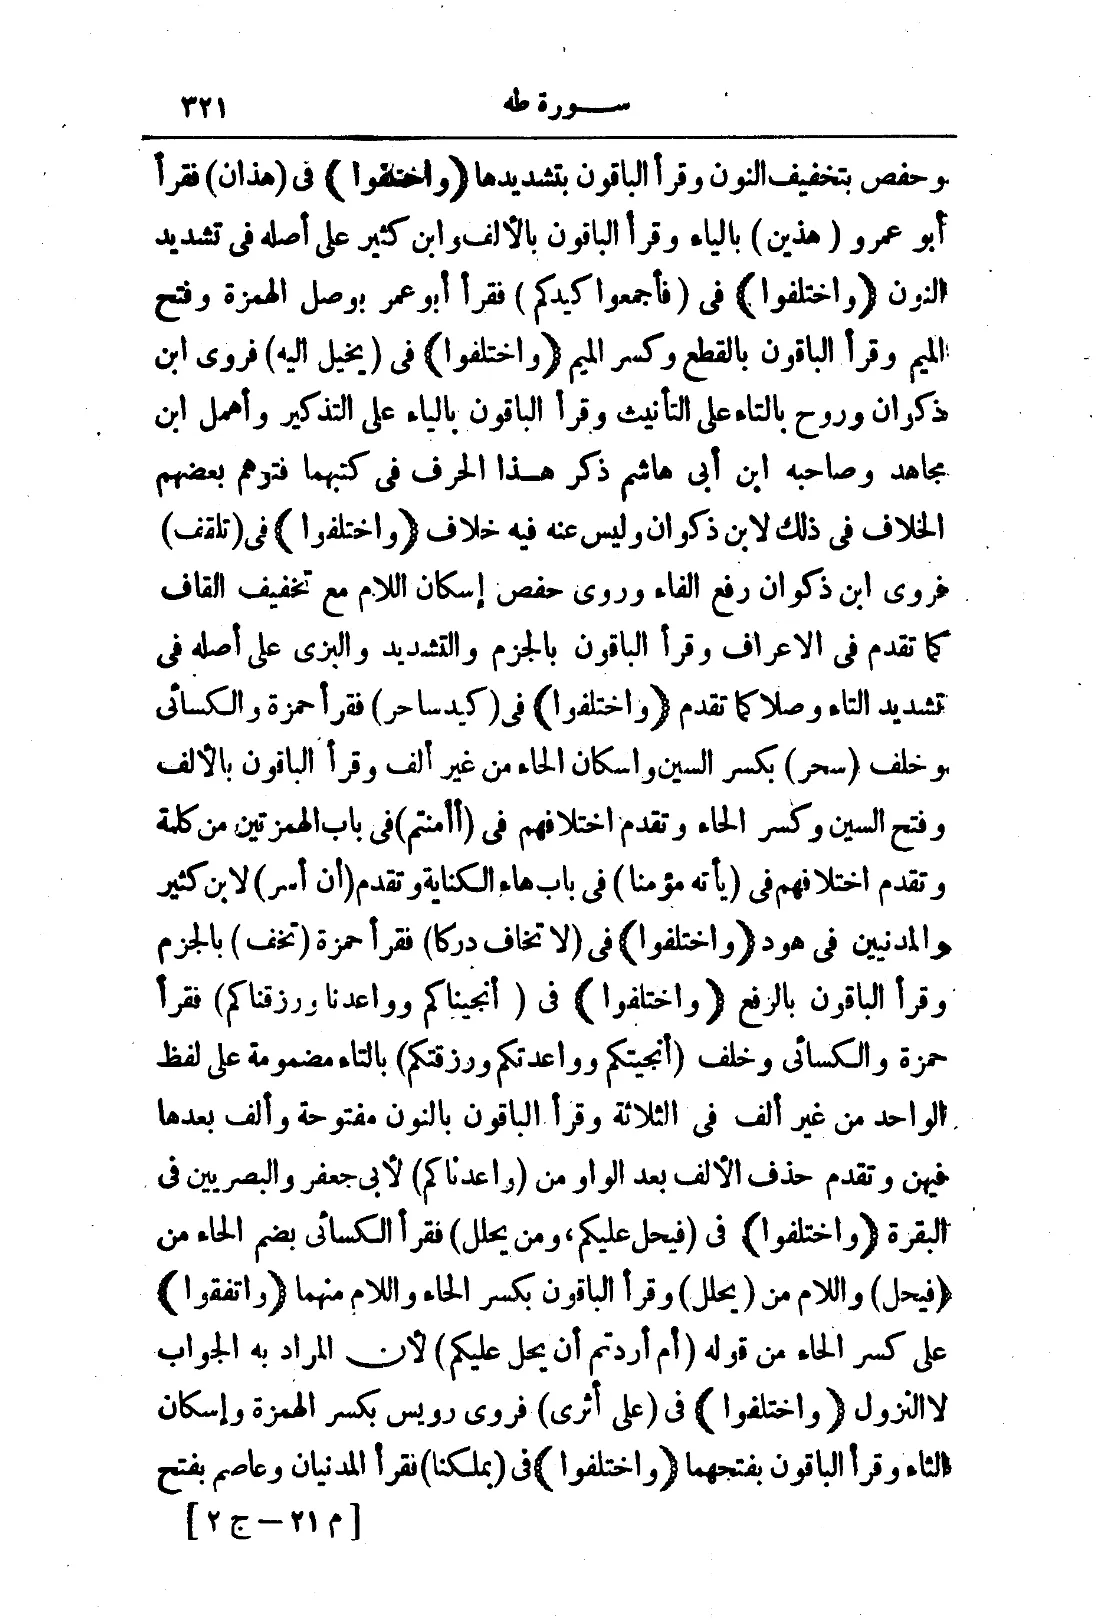 سورة طه ٣٢١
وحفص بتخفيف النون وقرأ الباقون بتشديدها ﴿واختلفوا﴾ فى (هذان) فقرأ
أبو عمرو (هذين) بالياء وقرأ الباقون بالألف وابن كثير على أصله فى تشديد
النون ﴿واختلفوا﴾ فى (فأجمعوا كيدكم) فقرأ أبو عمر بوصل الهمزة وفتح
الميم وقرأ الباقون بالقطع وكسر الميم ﴿واختلفوا﴾ فى (يخيل اليه) فروى ابن
ذكوان وروح بالتاء على التأنيث وقرأ الباقون بالياء على التذكير وأهمل ابن
مجاهد وصاحبه ابن أبى هاشم ذكر هذا الحرف فى كتبهما فتوهم بعضهم
الخلاف فى ذلك لابن ذكوان وليس عنه فيه خلاف ﴿واختلفوا﴾ فى (تلقف)
فروى ابن ذكوان رفع الفاء وروى حفص إسكان اللام مع تخفيف القاف
كما تقدم فى الاعراف وقرأ الباقون بالجزم والتشديد والبزى على أصله فى
تشديد التاء وصلا كما تقدم ﴿واختلفوا﴾ فى (كيد ساحر) فقرأ حمزة والكسائى
وخلف (سحر) بكسر السين واسكان الحاء من غير ألف وقرأ الباقون بالألف
وفتح السين وكسر الحاء وتقدم اختلافهم فى (أأمنتم) فى باب الهمزتين من كلمة
وتقدم اختلافهم فى (يأته مؤمنا) فى باب هاء الكناية وتقدم (أن أسر) لابن كثير
والمدنيين فى هود ﴿واختلفوا﴾ فى (لا تخاف دركا) فقرأ حمزة (تخف) بالجزم
وقرأ الباقون بالرفع ﴿واختلفوا﴾ فى (أنجيناكم وواعدنا ورزقناكم) فقرأ
حمزة والكسائى وخلف (أنجيتكم وواعدتكم ورزقتكم) بالتاء مضمومة على لفظ
الواحد من غير ألف فى الثلاثة وقرأ الباقون بالنون مفتوحة وألف بعدها
فيهن وتقدم حذف الألف بعد الواو من (واعدناكم) لأبى جعفر والبصريين فى
البقرة ﴿واختلفوا﴾ فى (فيحل عليكم، ومن يحلل) فقرأ الكسائى بضم الحاء من
(فيحل) واللام من (يحلل) وقرأ الباقون بكسر الحاء واللام منهما ﴿واتفقوا﴾
على كسر الحاء من قوله (أم أردتم أن يحل عليكم) لأن المراد به الجواب
لا النزول ﴿واختلفوا﴾ فى (على أثرى) فروى رويس بكسر الهمزة وإسكان
الثاء وقرأ الباقون بفتحهما ﴿واختلفوا﴾ فى (بملكنا) فقرأ المدنيان وعاصم بفتح
[م ٢١ – ج ٢]